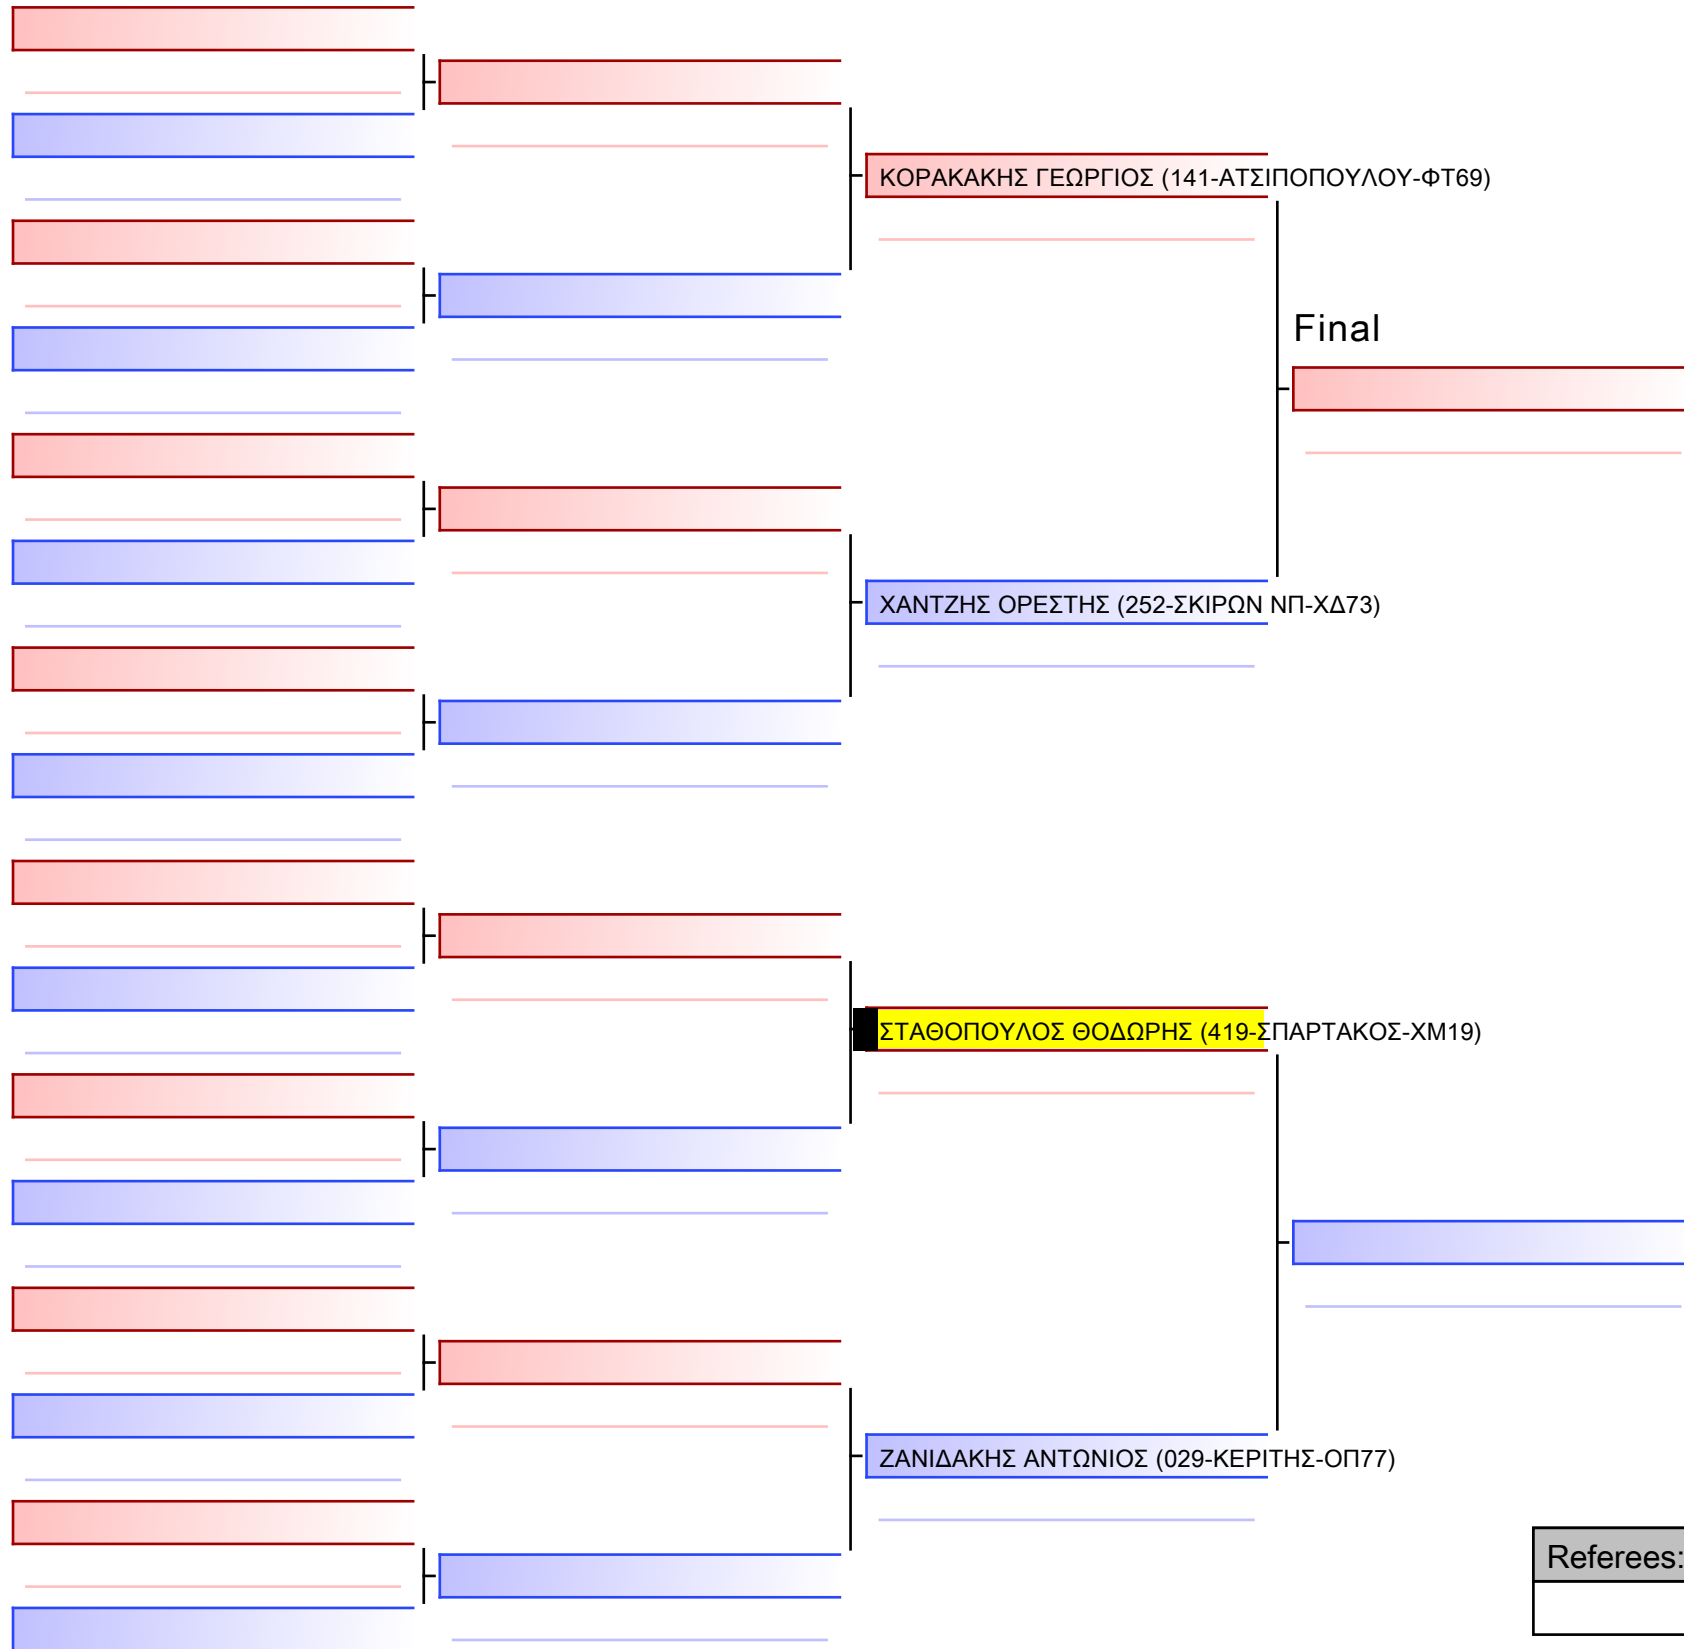 ΚΟΡΑΚΑΚΗΣ ΓΕΩΡΓΙΟΣ (141-ΑΤΣΙΠΟΠΟΥΛΟΥ-ΦΤ69)
Final
ΧΑΝΤΖΗΣ ΟΡΕΣΤΗΣ (252-ΣΚΙΡΩΝ ΝΠ-ΧΔ73)
ΣΤΑΘΟΠΟΥΛΟΣ ΘΟΔΩΡΗΣ (419-ΣΠΑΡΤΑΚΟΣ-ΧΜ19)
ΖΑΝΙΔΑΚΗΣ ΑΝΤΩΝΙΟΣ (029-ΚΕΡΙΤΗΣ-ΟΠ77)
Referees: